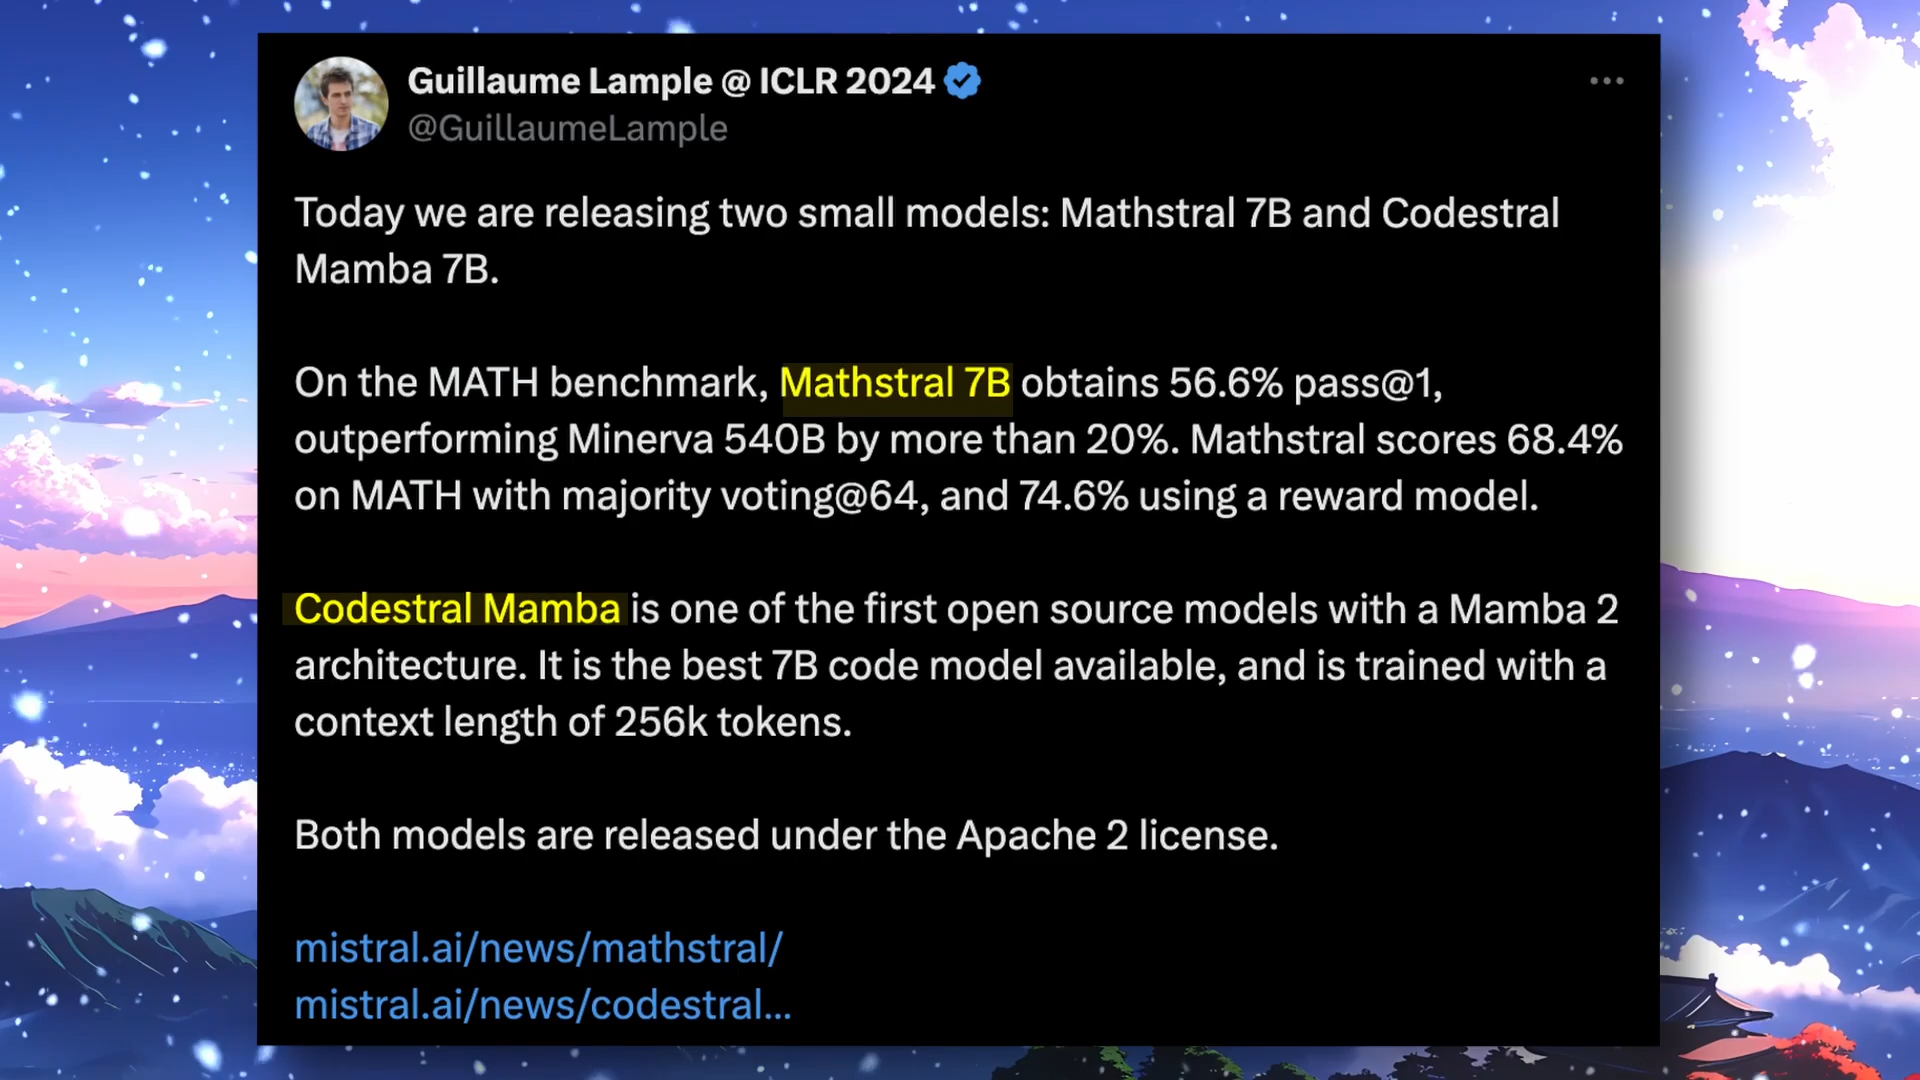 Guillaume Lample @ ICLR 2024
@GuillaumeLample
Today we are releasing two small models: Mathstral 7B and Codestral
Mamba 7B.
On the MATH benchmark, Mathstral 7B obtains 56.6% pass@1,
outperforming Minerva 540B by more than 20%. Mathstral scores 68.4%
on MATH with majority voting@64, and 74.6% using a reward model.
Codestral Mamba is one of the first open source models with a Mamba 2
architecture. It is the best 7B code model available, and is trained with a
context length of 256k tokens.
Both models are released under the Apache 2 license.
mistral.ai/news/mathstral/
mistral.ai/news/codestral...